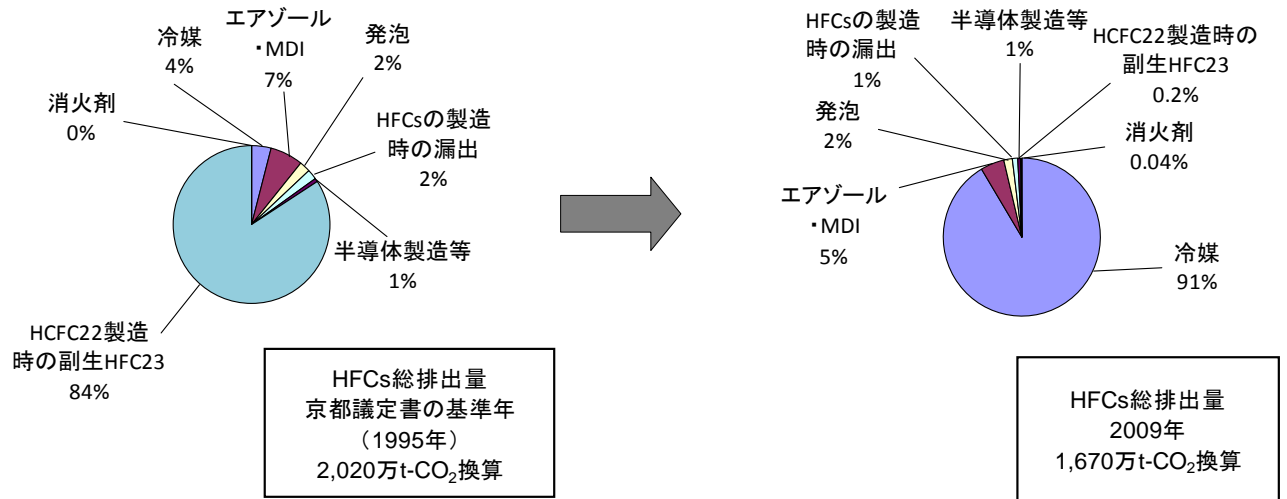 エアゾール
・MDI
7%
冷媒
4%
発泡
2%
消火剤
0%
HFCsの製造
時の漏出
2%
半導体製造等
1%
HCFC22製造
時の副生HFC23
84%
HFCs総排出量
京都議定書の基準年
（1995年）
2,020万t-CO₂換算
HFCsの製造
時の漏出
1%
半導体製造等
1%
HCFC22製造時の
副生HFC23
0.2%
発泡
2%
消火剤
0.04%
エアゾール
・MDI
5%
冷媒
91%
HFCs総排出量
2009年
1,670万t-CO₂換算